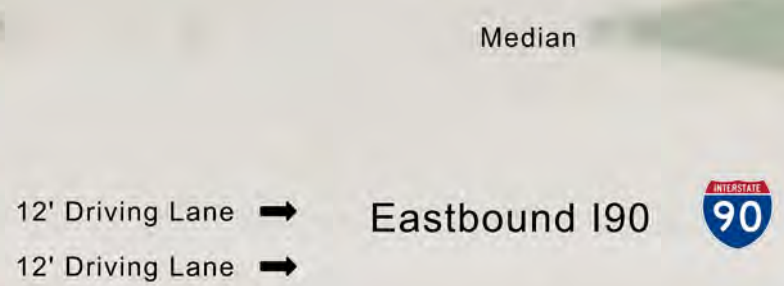 Median
12' Driving Lane
Eastbound I90
INTERSTATE
90
12' Driving Lane